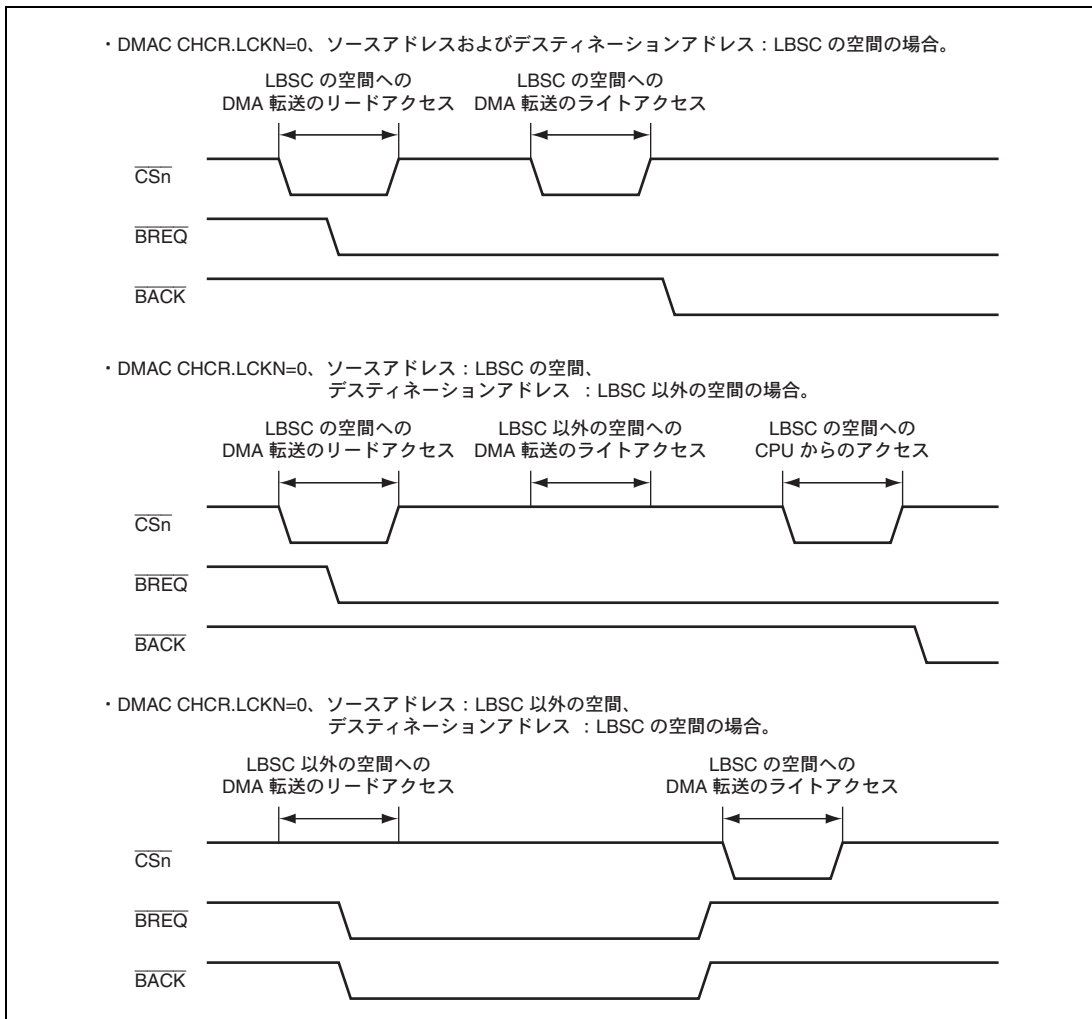 ・DMAC CHCR.LCKN=0、ソースアドレスおよびデスティネーションアドレス：LBSC の空間の場合。
LBSC の空間への
DMA 転送のリードアクセス
LBSC の空間への
DMA 転送のライトアクセス
CSn
BREQ
BACK
・DMAC CHCR.LCKN=0、ソースアドレス：LBSC の空間、
デスティネーションアドレス ：LBSC 以外の空間の場合。
LBSC の空間への
DMA 転送のリードアクセス
LBSC 以外の空間への
DMA 転送のライトアクセス
LBSC の空間への
CPU からのアクセス
CSn
BREQ
BACK
・DMAC CHCR.LCKN=0、ソースアドレス：LBSC 以外の空間、
デスティネーションアドレス ：LBSC の空間の場合。
LBSC 以外の空間への
DMA 転送のリードアクセス
LBSC の空間への
DMA 転送のライトアクセス
CSn
BREQ
BACK